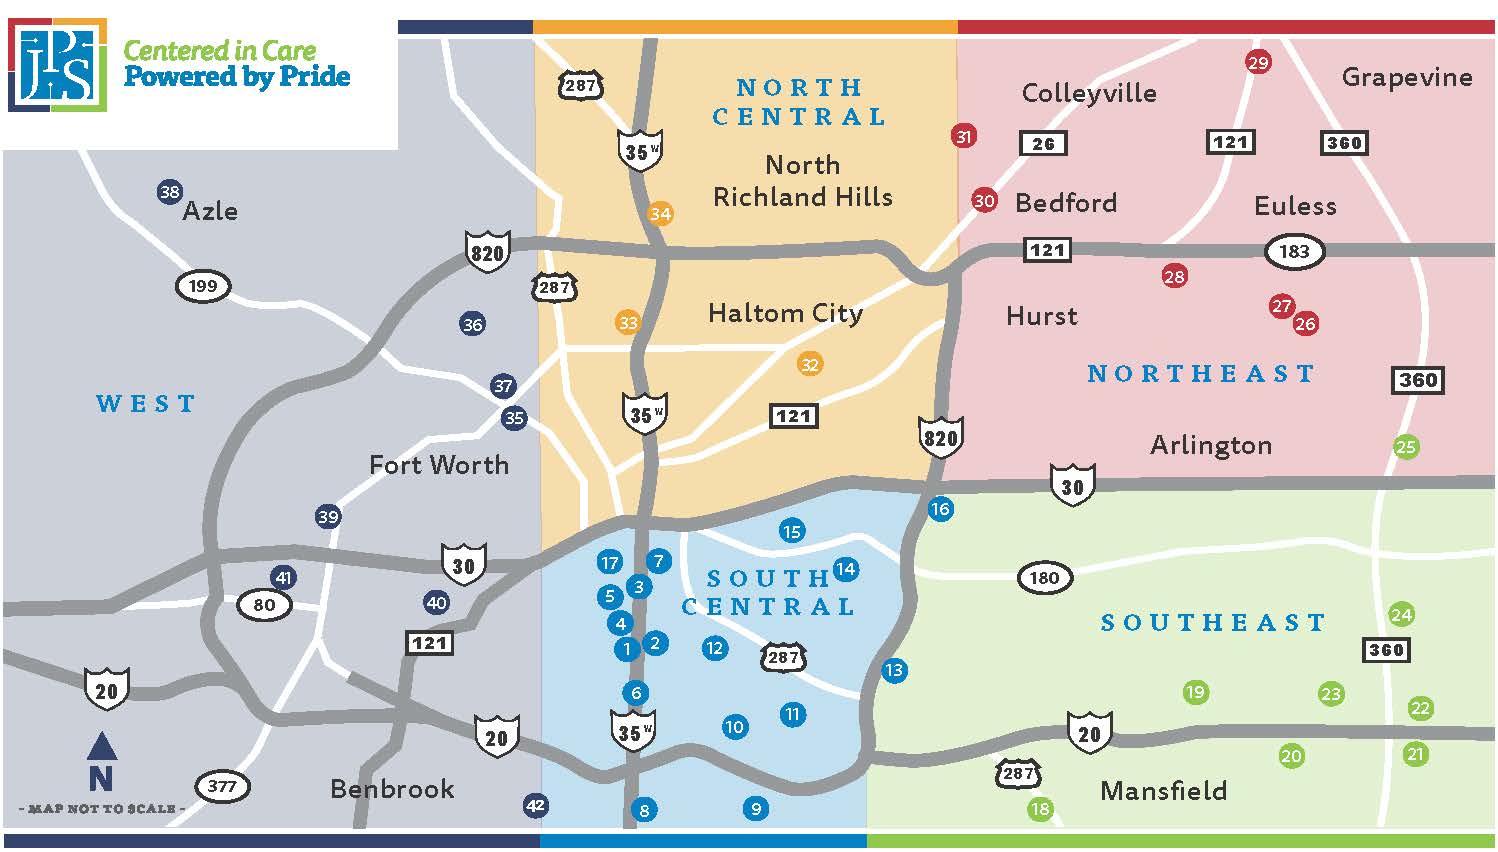 JPS
Centered in Care
Powered by Pride
287
NORTH
CENTRAL
35 W
North
Richland Hills
34
31
Colleyville
26
29
121
360
Grapevine
30
Bedford
Euless
38
Azle
199
820
287
121
183
28
27
26
36
33
Haltom City
Hurst
32
NORTHEAST
37
35
WEST
35 W
121
820
360
Arlington
25
Fort Worth
30
39
16
15
41
80
30
40
121
17
7
3
5
4
1
2
SOUTH
CENTRAL
14
12
287
180
24
SOUTHEAST
360
13
20
6
35 W
10
11
19
23
22
20
20
20
21
N
- MAP NOT TO SCALE -
377
Benbrook
42
8
9
287
18
Mansfield